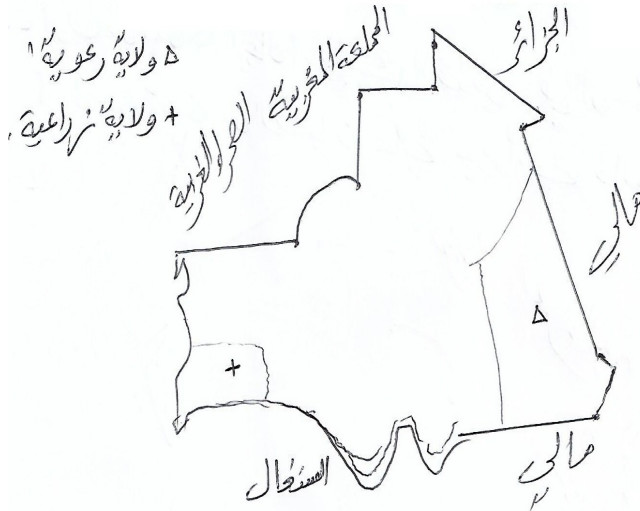 Δ ولاية رعوية
+ ولاية زراعية.
المملكة المغربية
الصحراء الغربية
الجزائر
مالي
Δ
+
السنغال
مالي